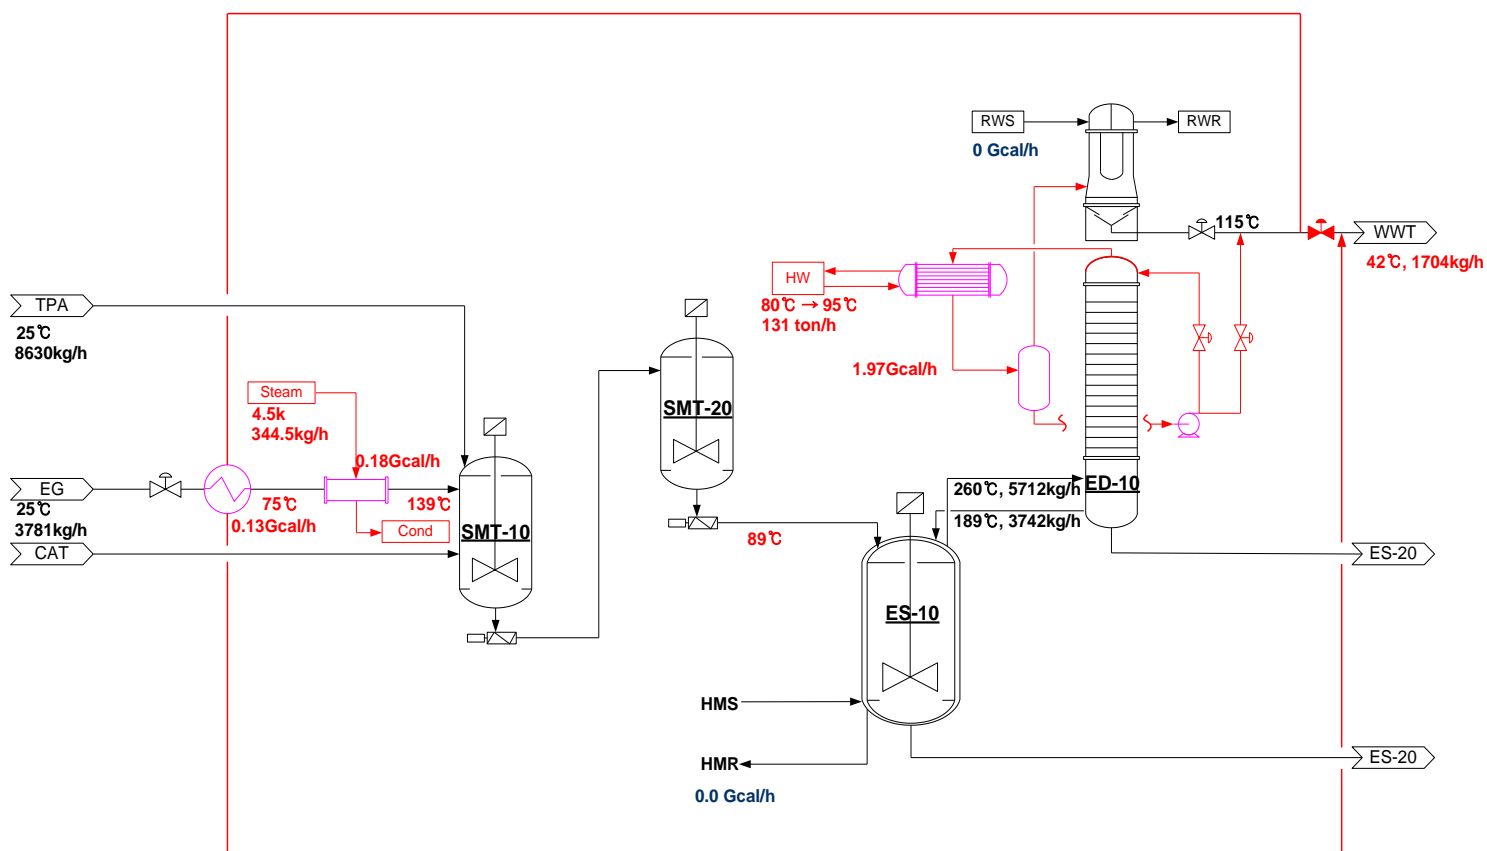 RWS
RWR
0 Gcal/h
115℃
WWT
42℃, 1704kg/h
HW
80℃ → 95℃
131 ton/h
1.97Gcal/h
TPA
25℃
8630kg/h
Steam
4.5k
344.5kg/h
0.18Gcal/h
SMT-20
EG
25℃
3781kg/h
75℃
0.13Gcal/h
139℃
Cond
SMT-10
CAT
89℃
260℃, 5712kg/h
189℃, 3742kg/h
ED-10
ES-20
ES-10
HMS
HMR
0.0 Gcal/h
ES-20